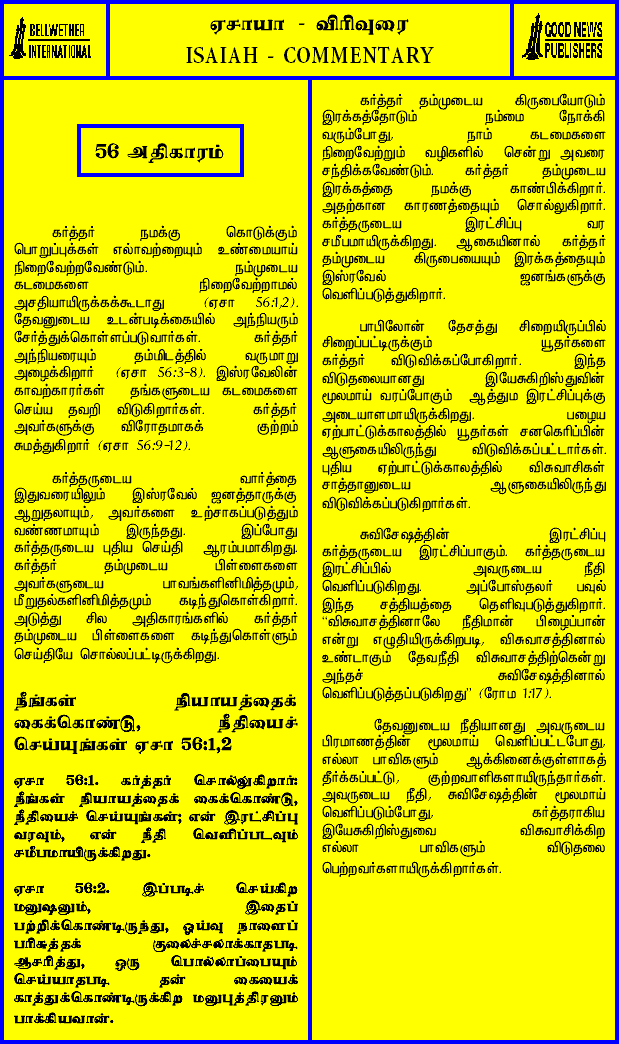 BELLWETHER
INTERNATIONAL
ஏசாயா - விரிவுரை
ISAIAH - COMMENTARY
GOOD NEWS
PUBLISHERS
56 அதிகாரம்
கர்த்தர் நமக்கு கொடுக்கும்
பொறுப்புக்கள் எல்லாவற்றையும் உண்மையாய்
நிறைவேற்றவேண்டும். நம்முடைய
கடமைகளை நிறைவேற்றாமல்
அசதியாயிருக்கக்கூடாது (ஏசா 56:1,2).
தேவனுடைய உடன்படிக்கையில் அந்நியரும்
சேர்த்துக்கொள்ளப்படுவார்கள். கர்த்தர்
அந்நியரையும் தம்மிடத்தில் வருமாறு
அழைக்கிறார் (ஏசா 56:3-8). இஸ்ரவேலின்
காவற்காரர்கள் தங்களுடைய கடமைகளை
செய்ய தவறி விடுகிறார்கள். கர்த்தர்
அவர்களுக்கு விரோதமாகக் குற்றம்
சுமத்துகிறார் (ஏசா 56:9-12).
கர்த்தருடைய வார்த்தை
இதுவரையிலும் இஸ்ரவேல் ஜனத்தாருக்கு
ஆறுதலாயும், அவர்களை உற்சாகப்படுத்தும்
வண்ணமாயும் இருந்தது. இப்போது
கர்த்தருடைய புதிய செய்தி ஆரம்பமாகிறது.
கர்த்தர் தம்முடைய பிள்ளைகளை
அவர்களுடைய பாவங்களினிமித்தமும்,
மீறுதல்களினிமித்தமும் கடிந்துகொள்கிறார்.
அடுத்து சில அதிகாரங்களில் கர்த்தர்
தம்முடைய பிள்ளைகளை கடிந்துகொள்ளும்
செய்தியே சொல்லப்பட்டிருக்கிறது.
நீங்கள் நியாயத்தைக்
கைக்கொண்டு, நீதியைச்
செய்யுங்கள் ஏசா 56:1,2
ஏசா 56:1. கர்த்தர் சொல்லுகிறார்:
நீங்கள் நியாயத்தைக் கைக்கொண்டு,
நீதியைச் செய்யுங்கள்; என் இரட்சிப்பு
வரவும், என் நீதி வெளிப்படவும்
சமீபமாயிருக்கிறது.
ஏசா 56:2. இப்படிச் செய்கிற
மனுஷனும், இதைப்
பற்றிக்கொண்டிருந்து, ஓய்வு நாளைப்
பரிசுத்தக் குலைச்சலாக்காதபடி
ஆசரித்து, ஒரு பொல்லாப்பையும்
செய்யாதபடி தன் கையைக்
காத்துக்கொண்டிருக்கிற மனுபுத்திரனும்
பாக்கியவான்.
கர்த்தர் தம்முடைய கிருபையோடும்
இரக்கத்தோடும் நம்மை நோக்கி
வரும்போது, நாம் கடமைகளை
நிறைவேற்றும் வழிகளில் சென்று அவரை
சந்திக்கவேண்டும். கர்த்தர் தம்முடைய
இரக்கத்தை நமக்கு காண்பிக்கிறார்.
அதற்கான காரணத்தையும் சொல்லுகிறார்.
கர்த்தருடைய இரட்சிப்பு வர
சமீபமாயிருக்கிறது. ஆகையினால் கர்த்தர்
தம்முடைய கிருபையையும் இரக்கத்தையும்
இஸ்ரவேல் ஜனங்களுக்கு
வெளிப்படுத்துகிறார்.
பாபிலோன் தேசத்து சிறையிருப்பில்
சிறைப்பட்டிருக்கும் யூதர்களை
கர்த்தர் விடுவிக்கப்போகிறார். இந்த
விடுதலையானது இயேசுகிறிஸ்துவின்
மூலமாய் வரப்போகும் ஆத்தும இரட்சிப்புக்கு
அடையாளமாயிருக்கிறது. பழைய
ஏற்பாட்டுக்காலத்தில் யூதர்கள் சனகெரிப்பின்
ஆளுகையிலிருந்து விடுவிக்கப்பட்டார்கள்.
புதிய ஏற்பாட்டுக்காலத்தில் விசுவாசிகள்
சாத்தானுடைய ஆளுகையிலிருந்து
விடுவிக்கப்படுகிறார்கள்.
சுவிசேஷத்தின் இரட்சிப்பு
கர்த்தருடைய இரட்சிப்பாகும். கர்த்தருடைய
இரட்சிப்பில் அவருடைய நீதி
வெளிப்படுகிறது. அப்போஸ்தலர் பவுல்
இந்த சத்தியத்தை தெளிவுபடுத்துகிறார்.
“விசுவாசத்தினாலே நீதிமான் பிழைப்பான்
என்று எழுதியிருக்கிறபடி, விசுவாசத்தினால்
உண்டாகும் தேவநீதி விசுவாசத்திற்கென்று
அந்தச் சுவிசேஷத்தினால்
வெளிப்படுத்தப்படுகிறது” (ரோம 1:17).
தேவனுடைய நீதியானது அவருடைய
பிரமாணத்தின் மூலமாய் வெளிப்பட்டபோது,
எல்லா பாவிகளும் ஆக்கினைக்குள்ளாகத்
தீர்க்கப்பட்டு, குற்றவாளிகளாயிருந்தார்கள்.
அவருடைய நீதி, சுவிசேஷத்தின் மூலமாய்
வெளிப்படும்போது, கர்த்தராகிய
இயேசுகிறிஸ்துவை விசுவாசிக்கிற
எல்லா பாவிகளும் விடுதலை
பெற்றவர்களாயிருக்கிறார்கள்.